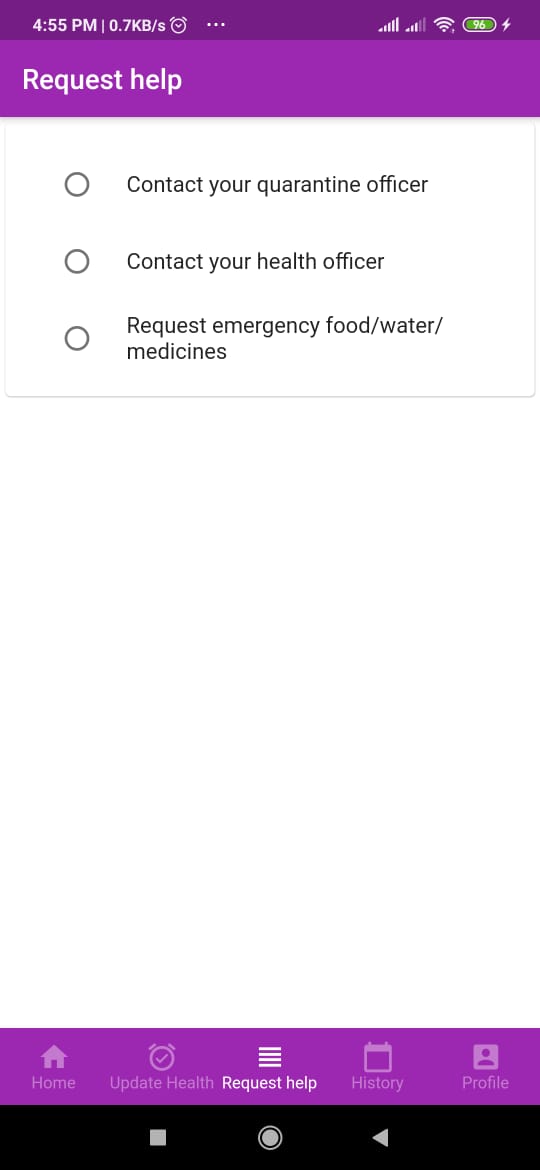 4:55 PM | 0.7KB/s ... 96
Request help
Contact your quarantine officer
Contact your health officer
Request emergency food/water/
medicines
Home Update Health Request help History Profile